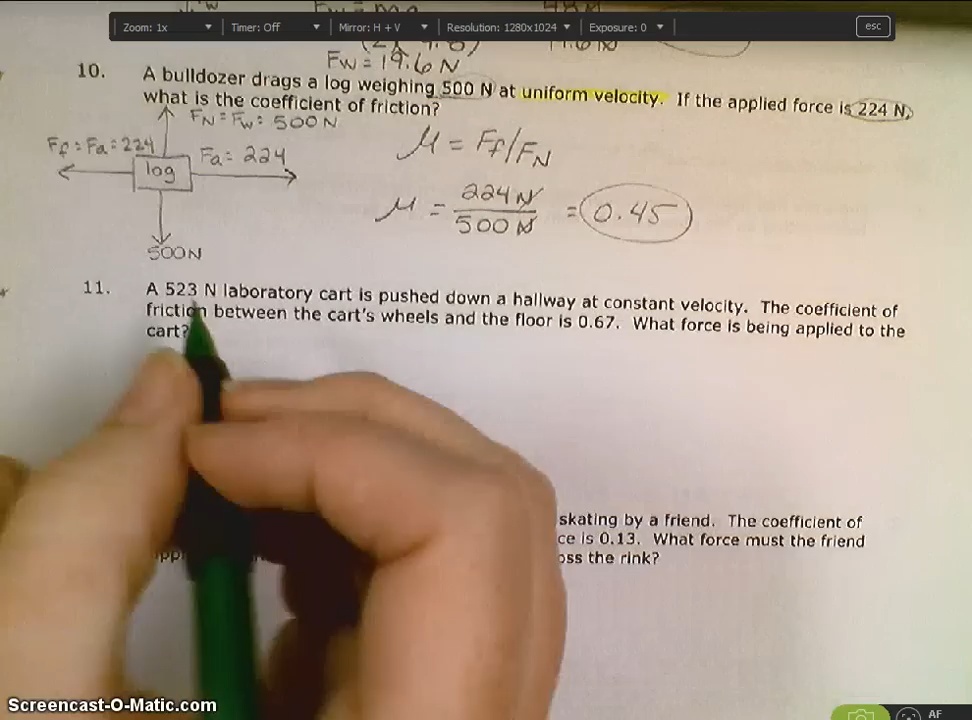 Zoom: 1x Timer: Off Mirror: H + V Resolution: 1280x1024 Exposure: 0 esc
FW = 19.6 N
10. A bulldozer drags a log weighing 500 N at uniform velocity. If the applied force is 224 N,
what is the coefficient of friction?
FN = FW = 500N
Ff = Fa = 224
Fa = 224
log
500N
μ = Ff/FN
μ = 224N / 500N = 0.45
11. A 523 N laboratory cart is pushed down a hallway at constant velocity. The coefficient of
friction between the cart's wheels and the floor is 0.67. What force is being applied to the
cart?
skating by a friend. The coefficient of
ce is 0.13. What force must the friend
oss the rink?
Screencast-O-Matic.com
AF